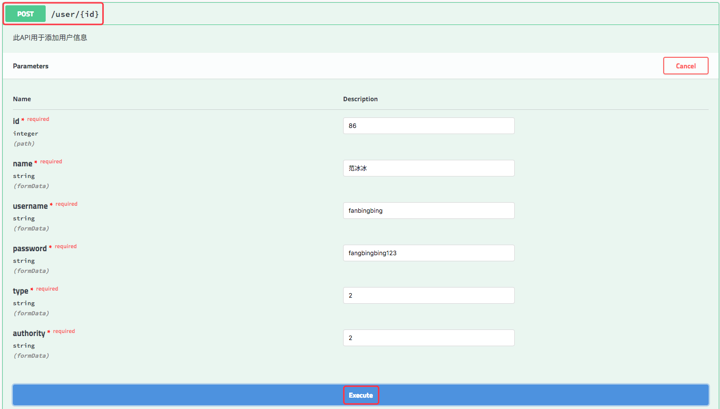 POST /user/{id}
此API用于添加用户信息
Parameters Cancel
Name Description
id * required 86
integer
(path)
name * required 范冰冰
string
(formData)
username * required fanbingbing
string
(formData)
password * required fangbingbing123
string
(formData)
type * required 2
string
(formData)
authority * required 2
string
(formData)
Execute